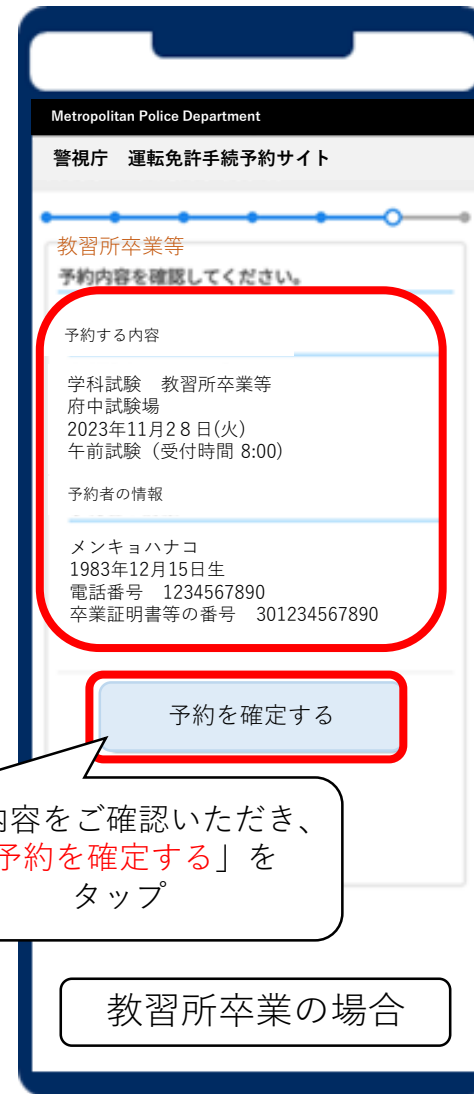 Metropolitan Police Department
警視庁　運転免許手続予約サイト
教習所卒業等
予約内容を確認してください。
予約する内容
学科試験　教習所卒業等
府中試験場
2023年11月2８日(火)
午前試験（受付時間 8:00)
予約者の情報
メンキョハナコ
1983年12月15日生
電話番号　1234567890
卒業証明書等の番号　301234567890
予約を確定する
内容をご確認いただき、
予約を確定する」を
タップ
教習所卒業の場合